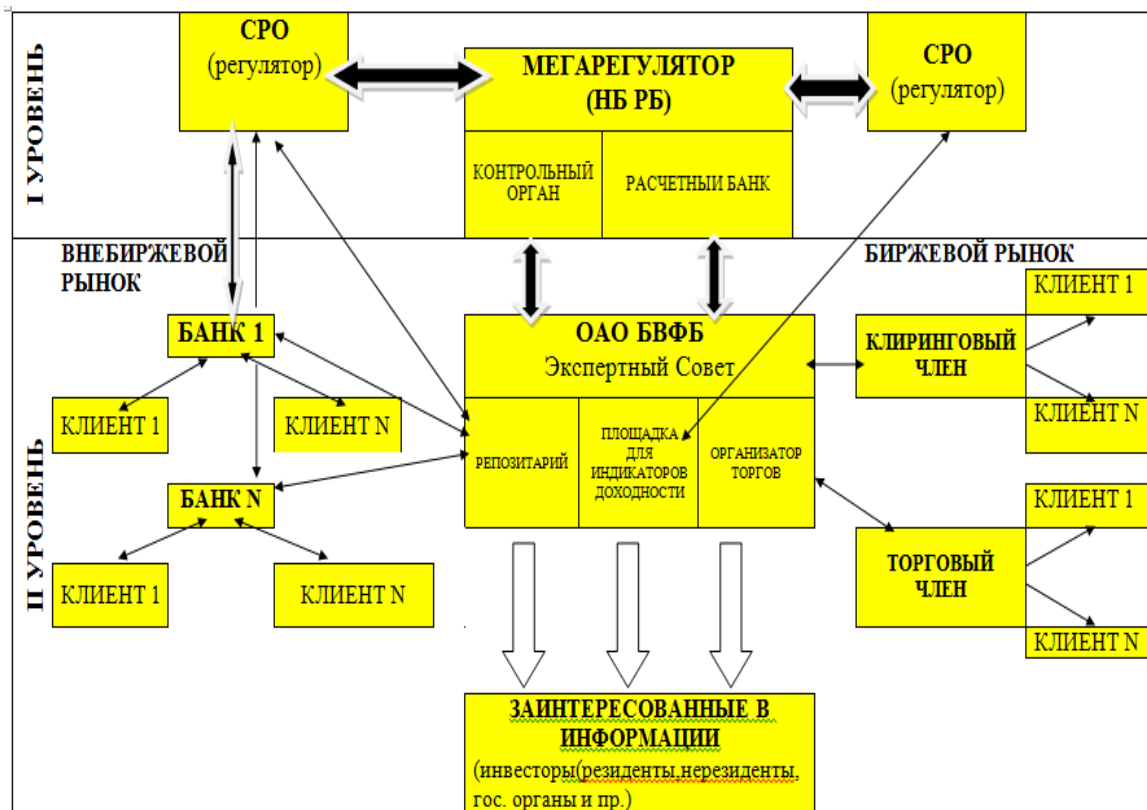 I УРОВЕНЬ
СРО
(регулятор)
МЕГАРЕГУЛЯТОР
(НБ РБ)
СРО
(регулятор)
КОНТРОЛЬНЫЙ
ОРГАН
РАСЧЕТНЫЙ БАНК
II УРОВЕНЬ
ВНЕБИРЖЕВОЙ
РЫНОК
БИРЖЕВОЙ РЫНОК
БАНК 1
КЛИЕНТ 1
КЛИЕНТ N
БАНК N
КЛИЕНТ 1
КЛИЕНТ N
ОАО БВФБ
Экспертный Совет
РЕПОЗИТАРИЙ
ПЛОЩАДКА
ДЛЯ
ИНДИКАТОРОВ
ДОХОДНОСТИ
ОРГАНИЗАТОР
ТОРГОВ
КЛИЕНТ 1
КЛИРИНГОВЫЙ
ЧЛЕН
КЛИЕНТ N
КЛИЕНТ 1
ТОРГОВЫЙ
ЧЛЕН
КЛИЕНТ N
ЗАИНТЕРЕСОВАННЫЕ В
ИНФОРМАЦИИ
(инвесторы(резиденты,нерезиденты,
гос. органы и пр.)